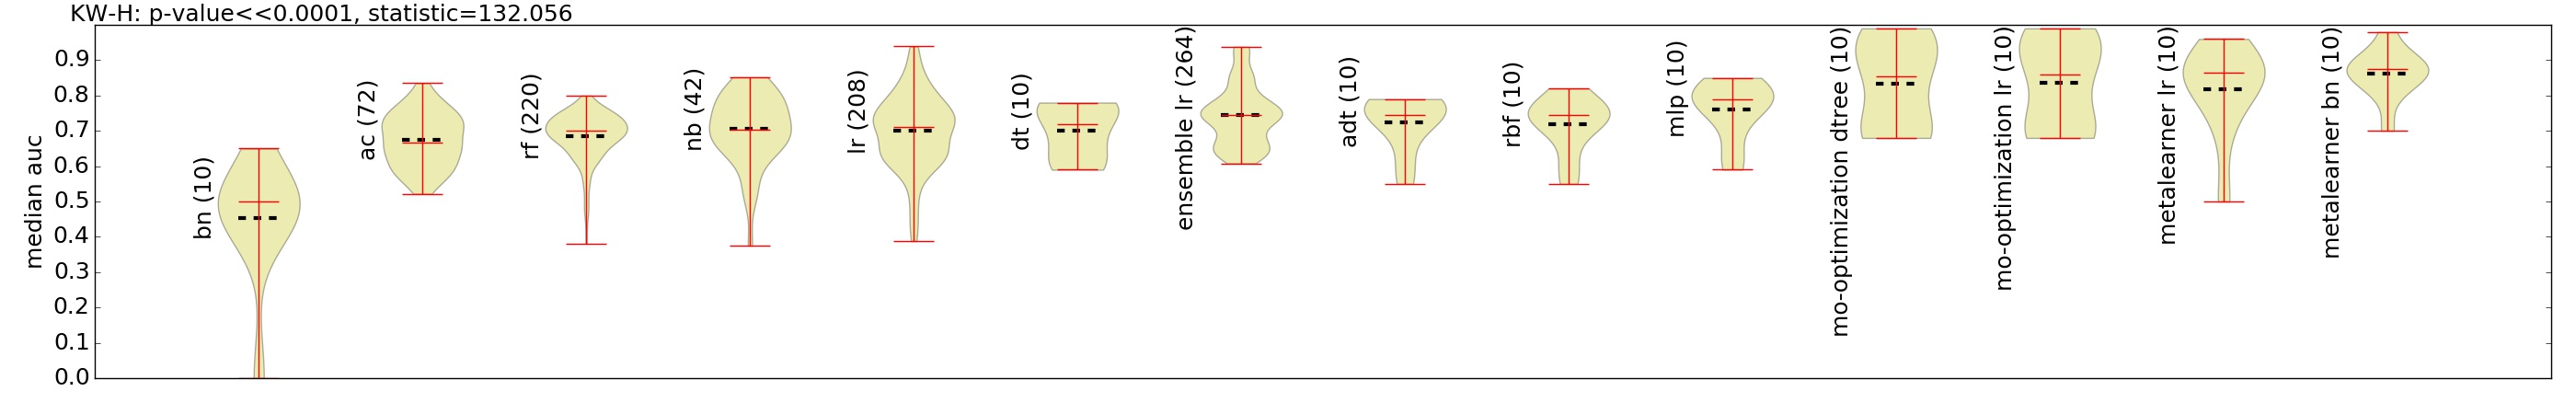 KW-H: p-value<<0.0001, statistic=132.056
median auc
0.9
0.8
0.7
0.6
0.5
0.4
0.3
0.2
0.1
0.0
bn (10)
ac (72)
rf (220)
nb (42)
lr (208)
dt (10)
ensemble lr (264)
adt (10)
rbf (10)
mlp (10)
mo-optimization dtree (10)
mo-optimization lr (10)
metalearner lr (10)
metalearner bn (10)